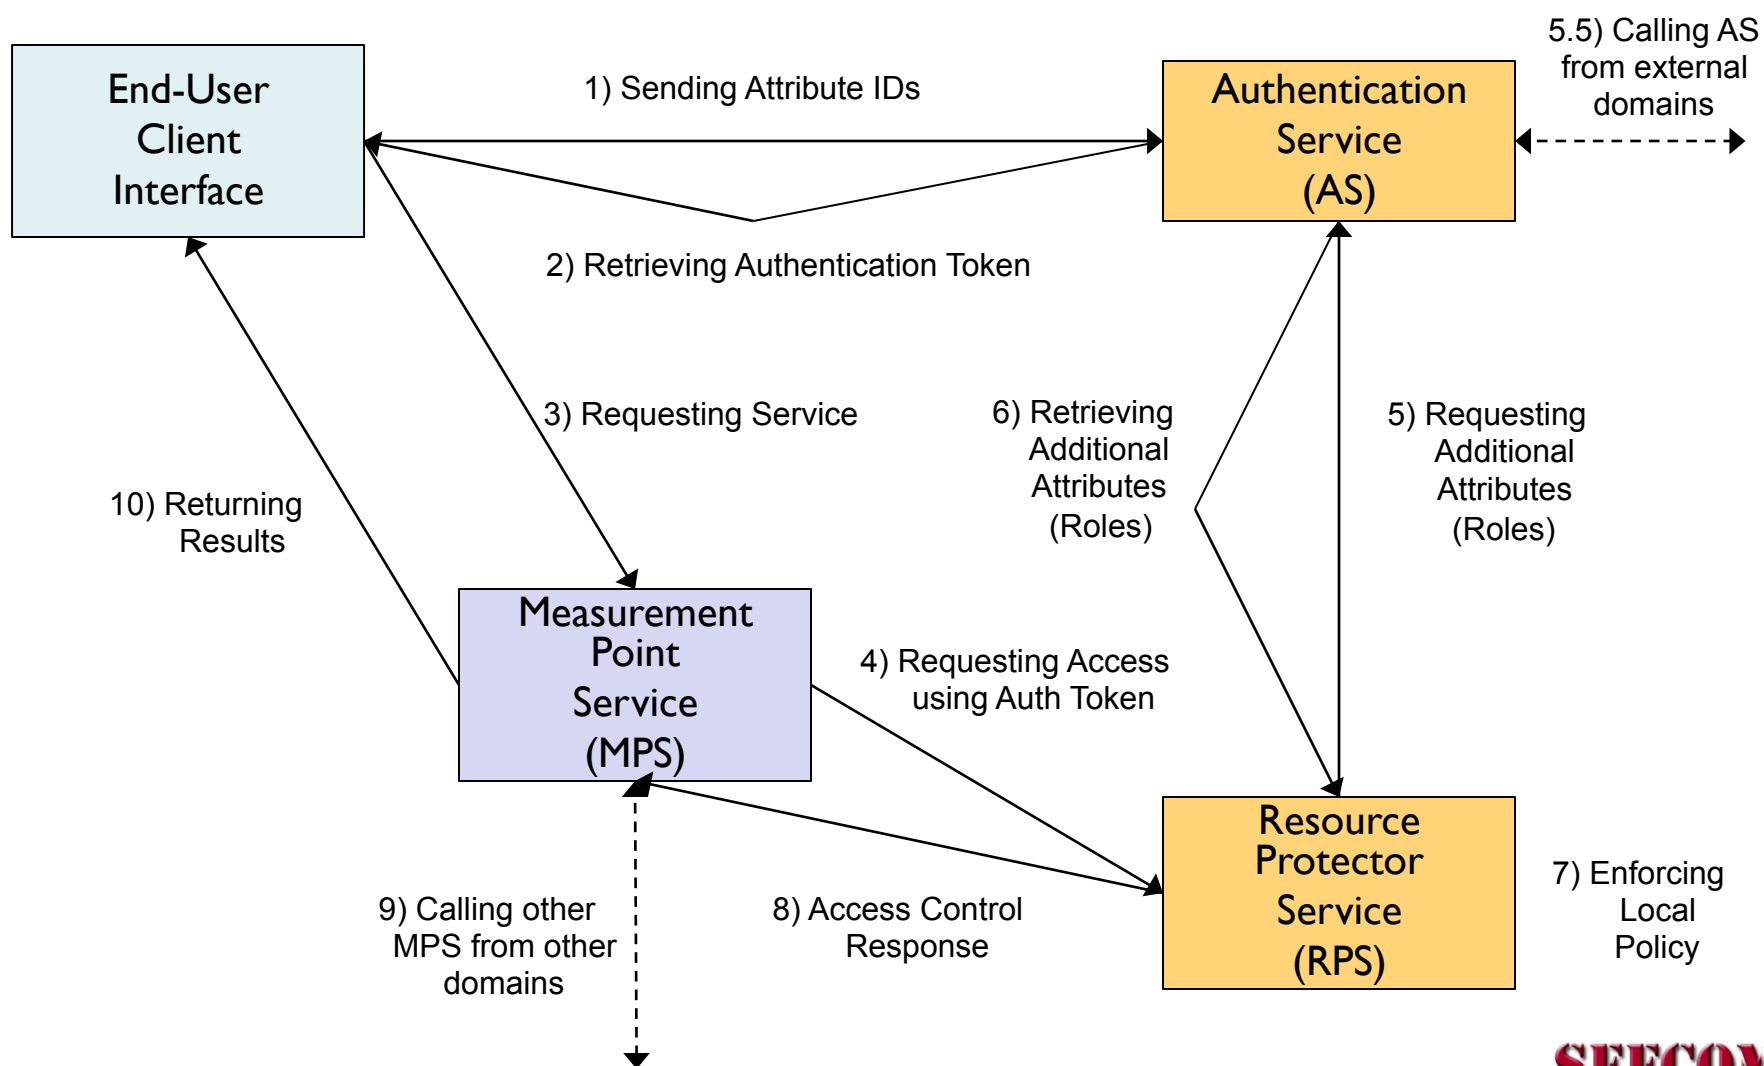 End-User
Client
Interface
1) Sending Attribute IDs
Authentication
Service
(AS)
5.5) Calling AS
from external
domains
2) Retrieving Authentication Token
3) Requesting Service
6) Retrieving
Additional
Attributes
(Roles)
5) Requesting
Additional
Attributes
(Roles)
10) Returning
Results
Measurement
Point
Service
(MPS)
4) Requesting Access
using Auth Token
Resource
Protector
Service
(RPS)
7) Enforcing
Local
Policy
9) Calling other
MPS from other
domains
8) Access Control
Response